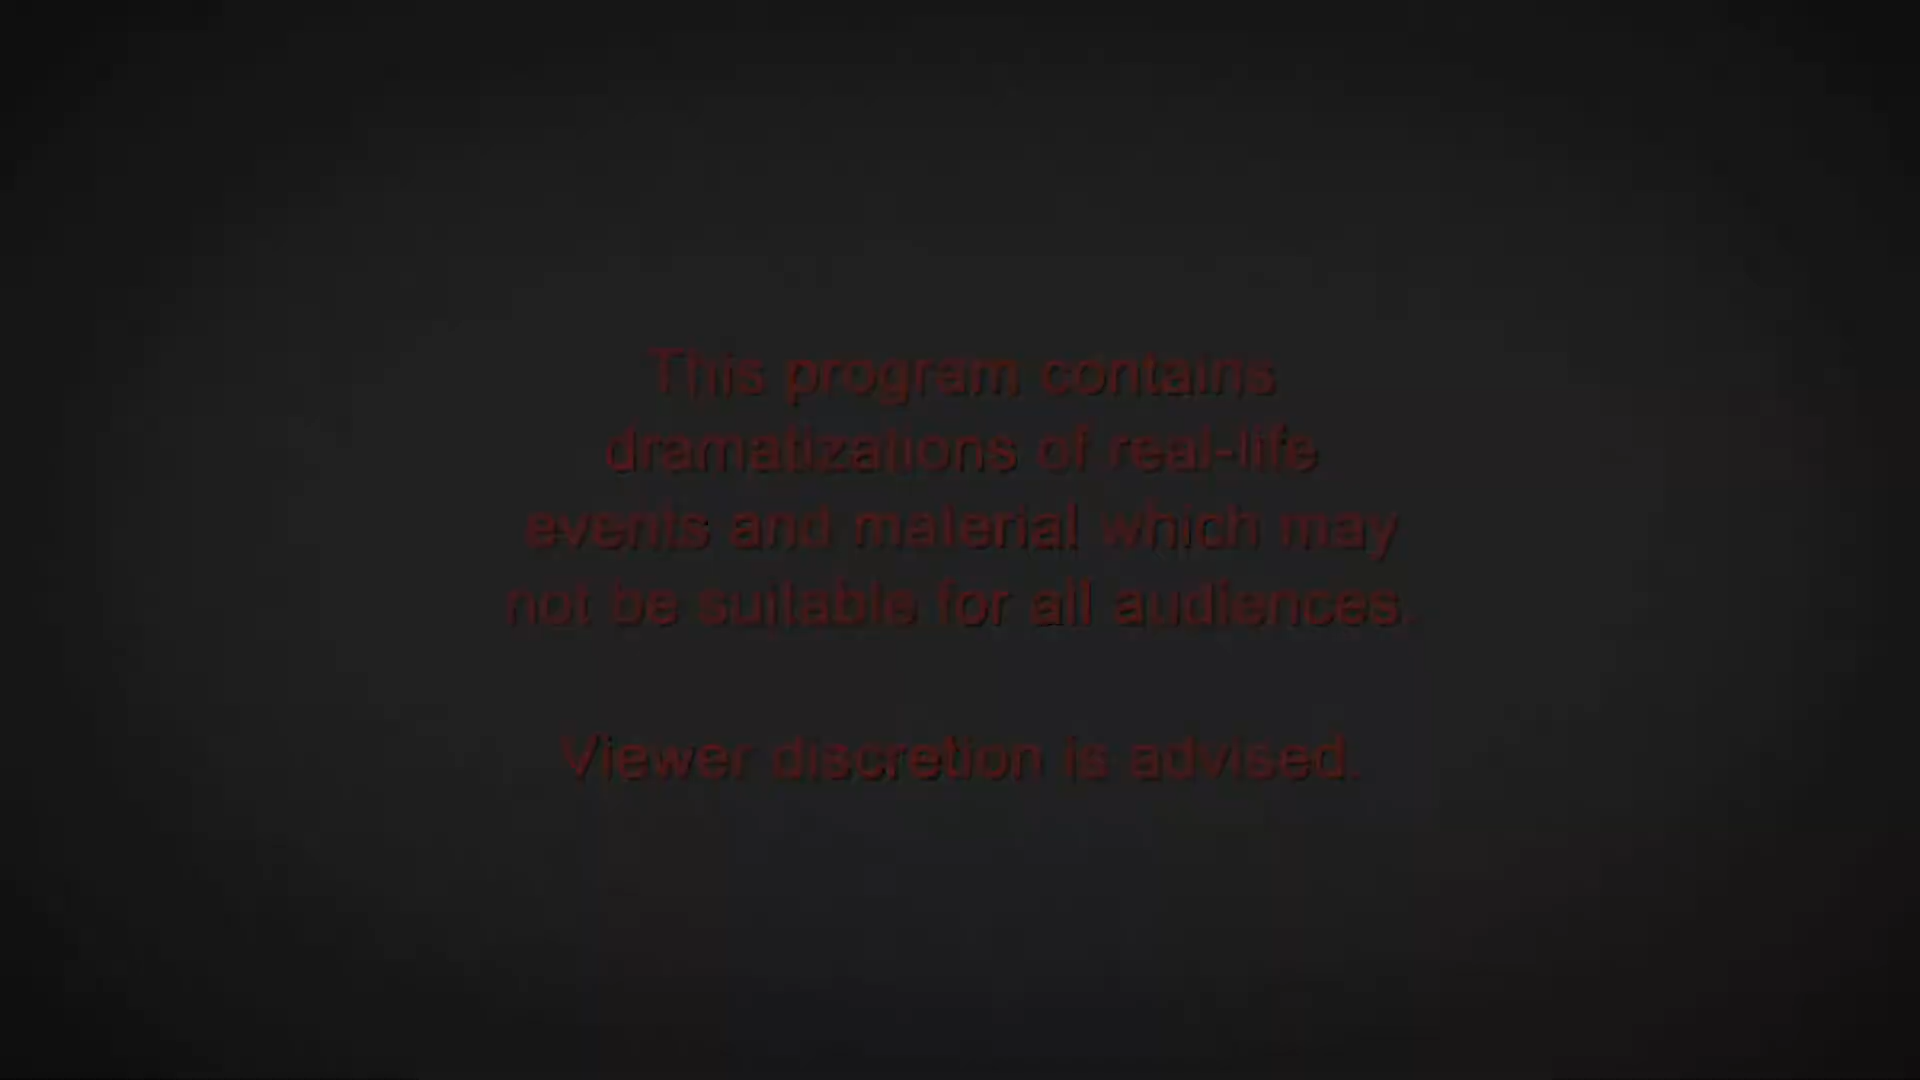 This program contains
dramatizations of real-life
events and material which may
not be suitable for all audiences.
Viewer discretion is advised.